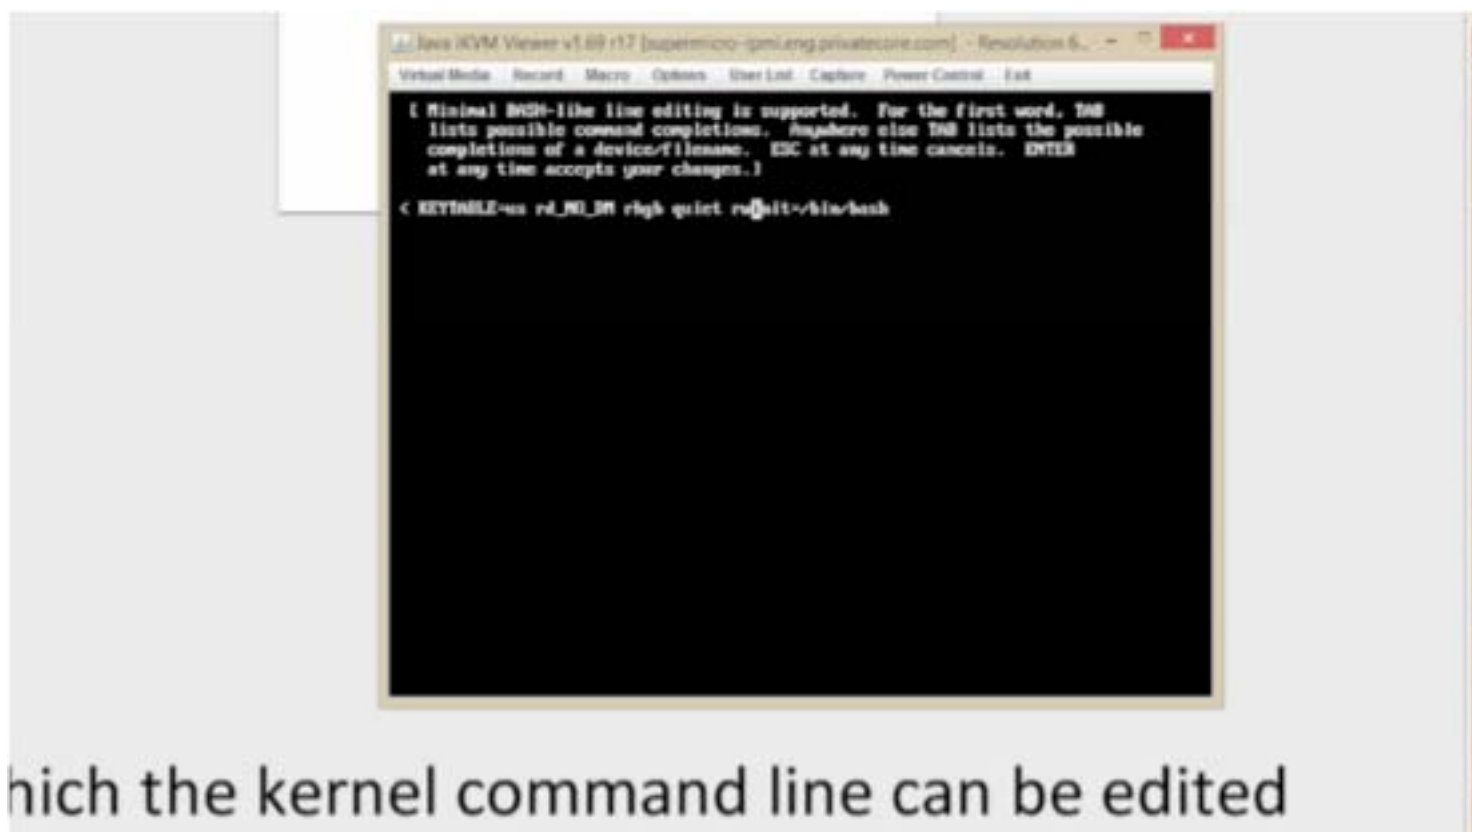 Java iKVM Viewer v1.69 r17 [supermicro-ipmi.eng.privatecore.com] - Resolution 6...
Virtual Media Record Macro Options User List Capture Power Control Exit
[ Minimal BASH-like line editing is supported. For the first word, TAB
lists possible command completions. Anywhere else TAB lists the possible
completions of a device/filename. ESC at any time cancels. ENTER
at any time accepts your changes.]
< KEYTABLE=us rd_NO_DM rhgb quiet rw init=/bin/bash
hich the kernel command line can be edited